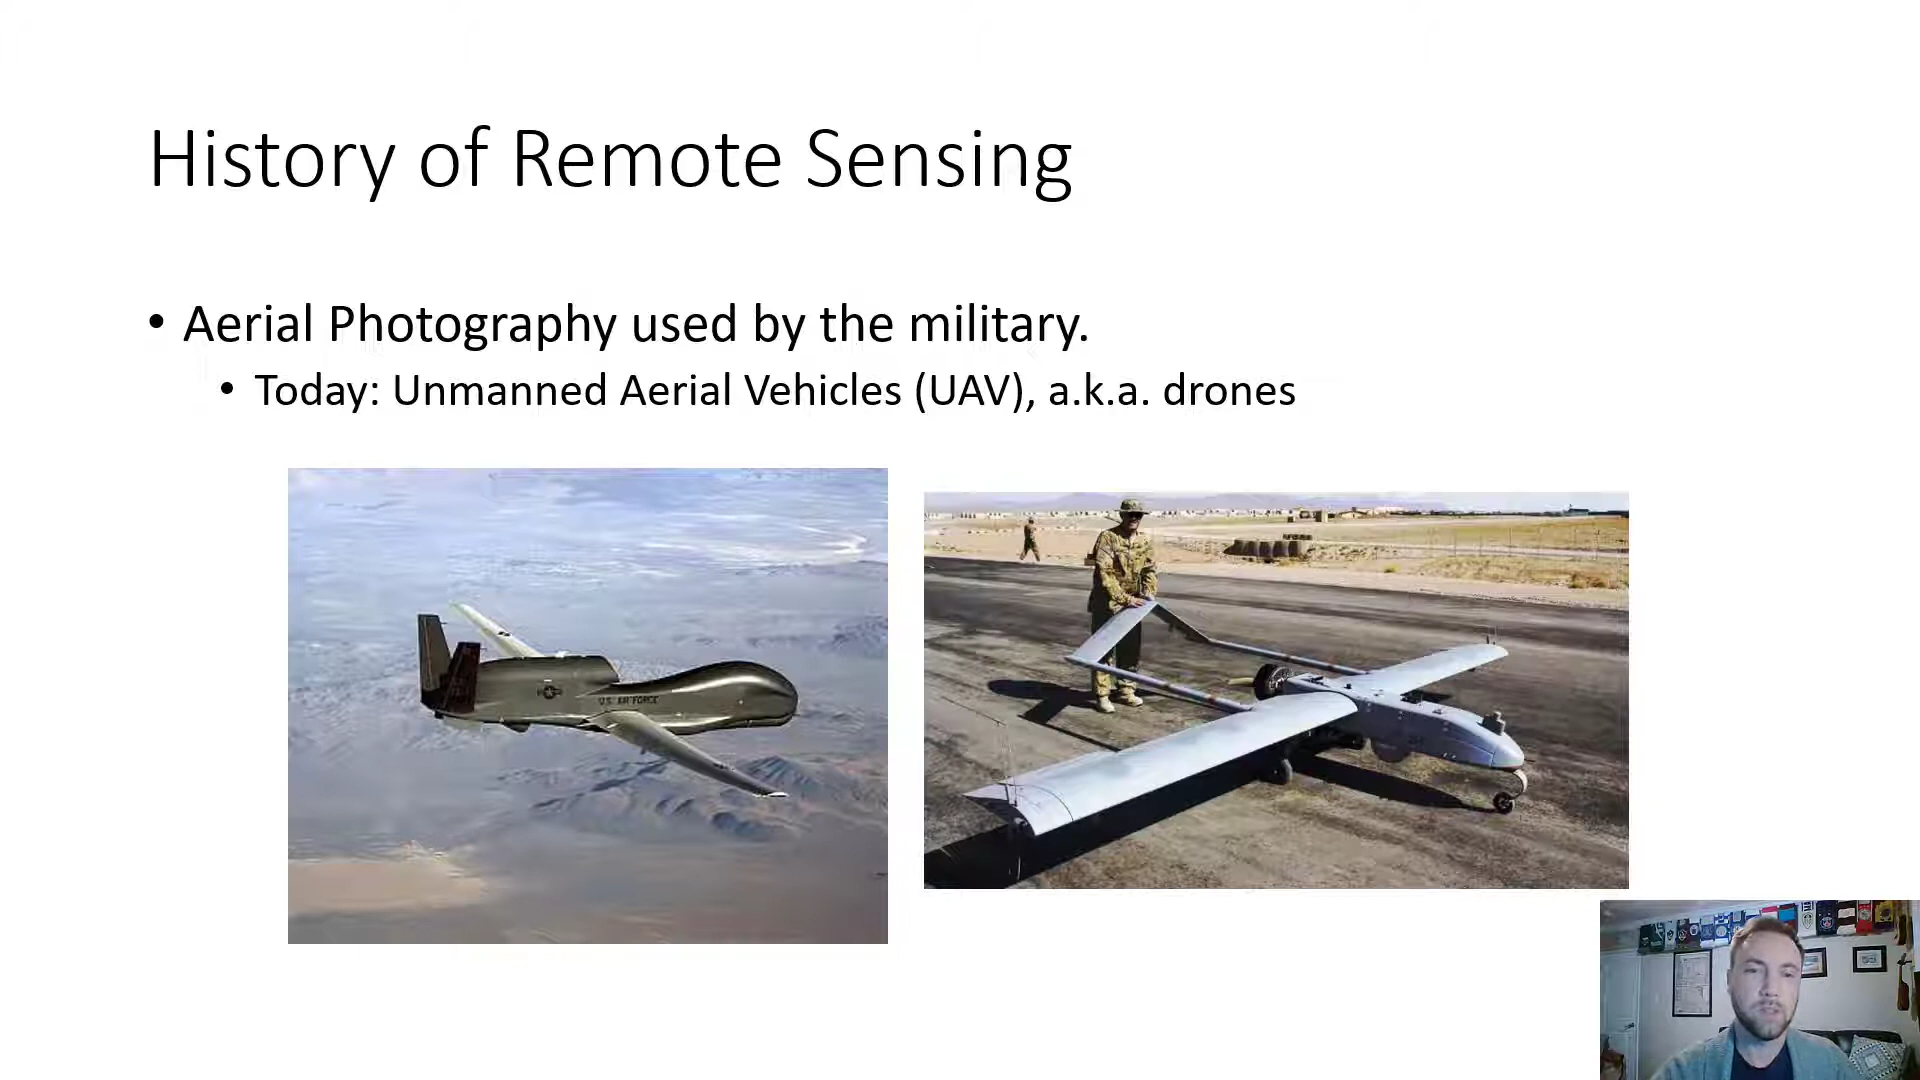 History of Remote Sensing
• Aerial Photography used by the military.
• Today: Unmanned Aerial Vehicles (UAV), a.k.a. drones
U.S. AIR FORCE